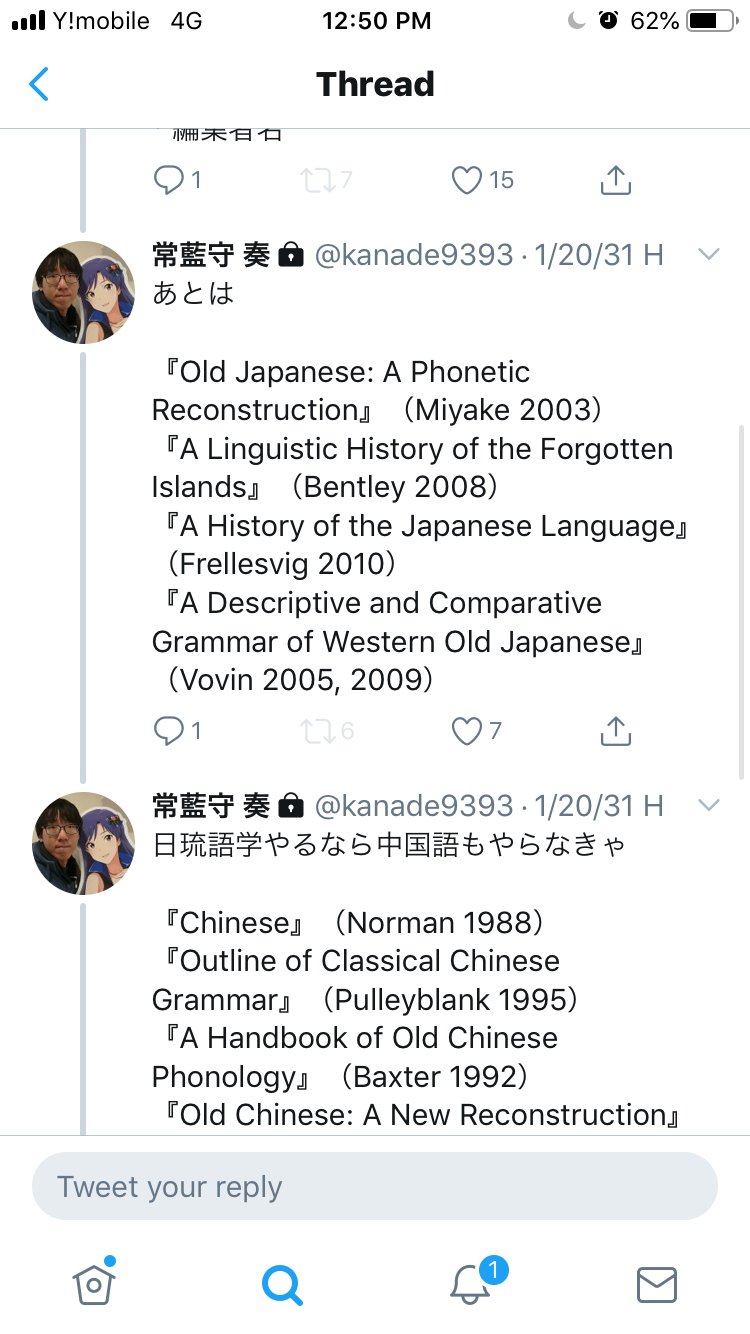 Y!mobile 4G 12:50 PM 62%
Thread
編集者名
1 7 15
常藍守 奏 @kanade9393 · 1/20/31 H
あとは
『Old Japanese: A Phonetic
Reconstruction』（Miyake 2003）
『A Linguistic History of the Forgotten
Islands』（Bentley 2008）
『A History of the Japanese Language』
（Frellesvig 2010）
『A Descriptive and Comparative
Grammar of Western Old Japanese』
（Vovin 2005, 2009）
1 6 7
常藍守 奏 @kanade9393 · 1/20/31 H
日琉語学やるなら中国語もやらなきゃ
『Chinese』（Norman 1988）
『Outline of Classical Chinese
Grammar』（Pulleyblank 1995）
『A Handbook of Old Chinese
Phonology』（Baxter 1992）
『Old Chinese: A New Reconstruction』
Tweet your reply
1